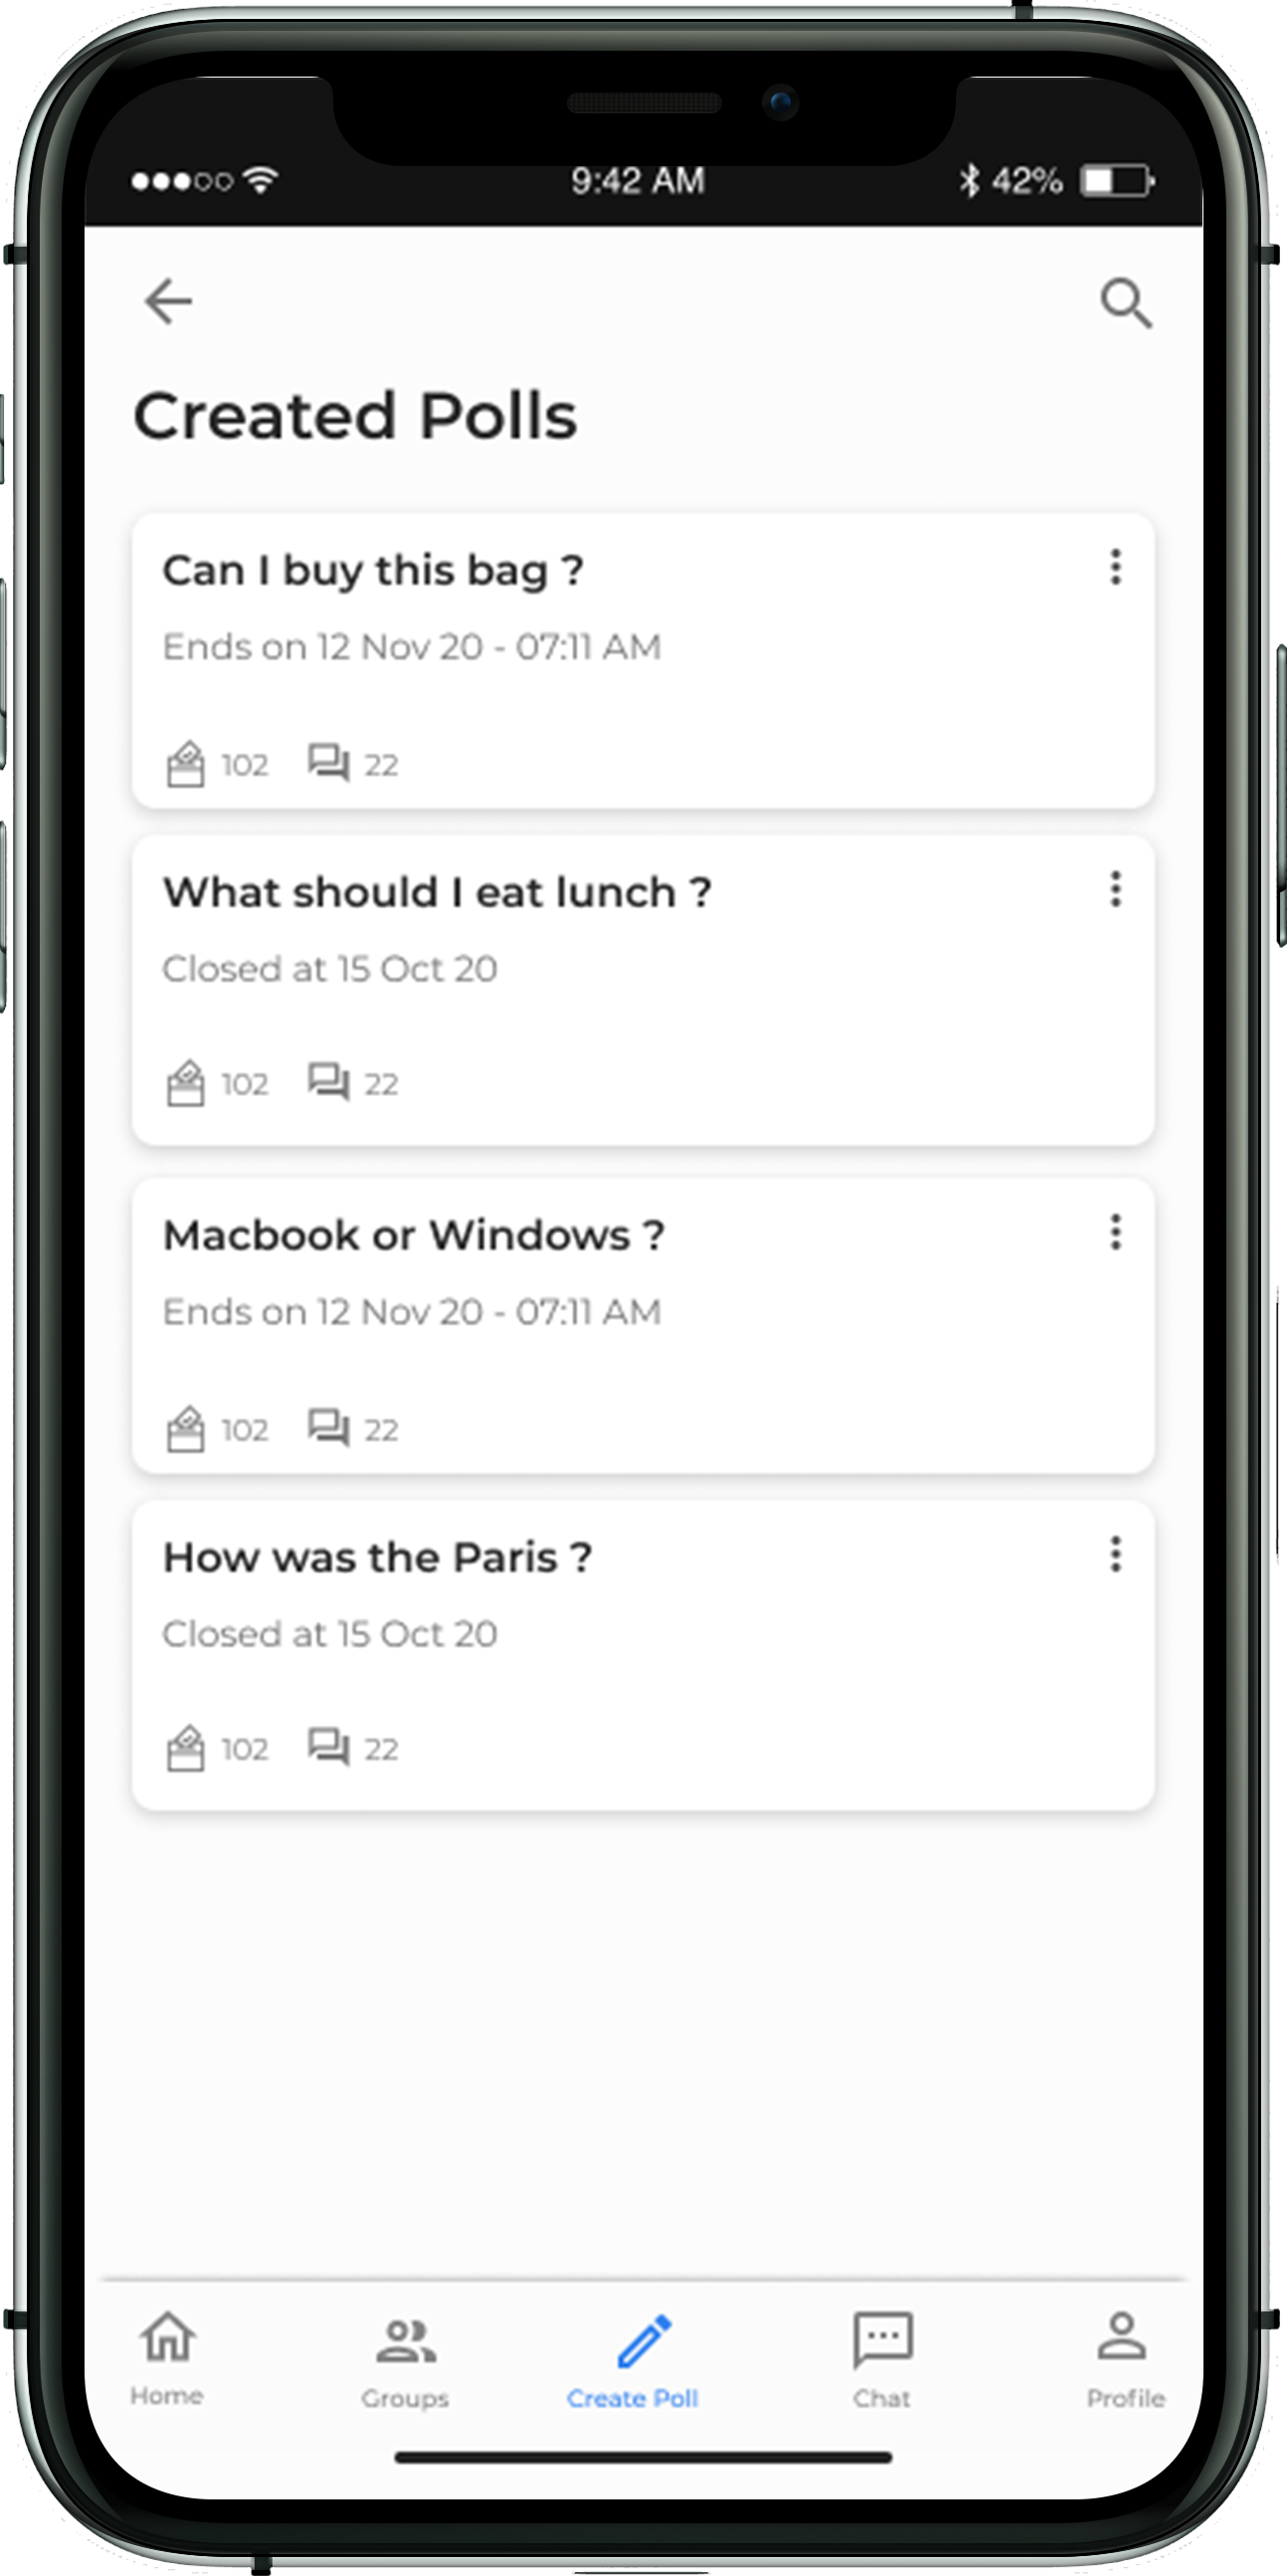 9:42 AM
42%
Created Polls
Can I buy this bag ?
Ends on 12 Nov 20 - 07:11 AM
102 22
What should I eat lunch ?
Closed at 15 Oct 20
102 22
Macbook or Windows ?
Ends on 12 Nov 20 - 07:11 AM
102 22
How was the Paris ?
Closed at 15 Oct 20
102 22
Home Groups Create Poll Chat Profile